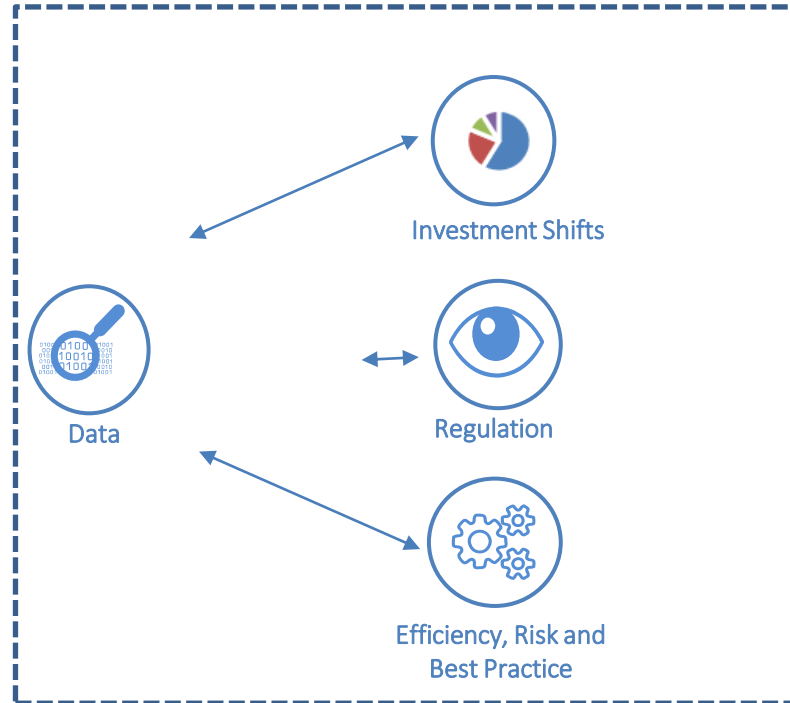 Investment Shifts
Data
Regulation
Efficiency, Risk and
Best Practice